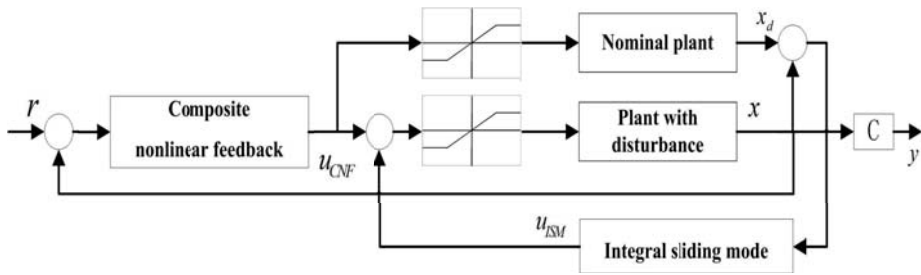 x_d
Nominal plant
r
Composite
nonlinear feedback
u_CNF
Plant with
disturbance
x
C
y
u_ISM
Integral sliding mode